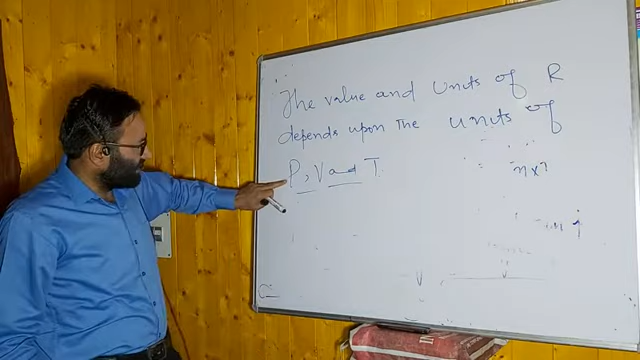 The value and Units of R
depends upon the units of
P, V and T